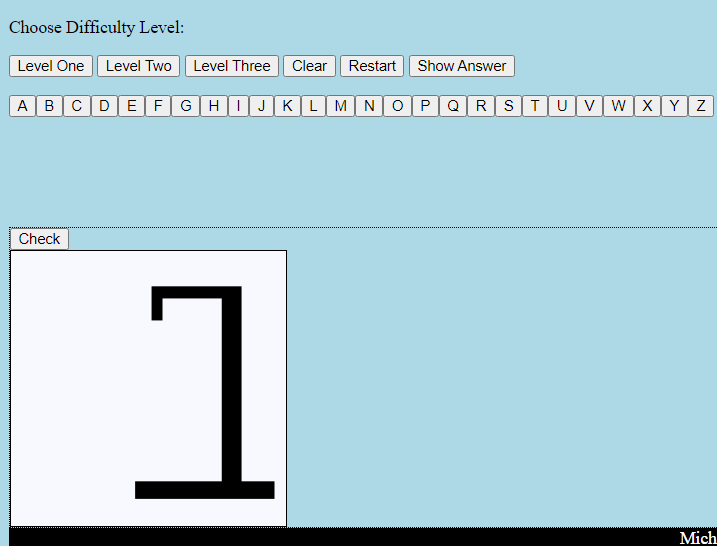 Choose Difficulty Level:
Level One Level Two Level Three Clear Restart Show Answer
A B C D E F G H I J K L M N O P Q R S T U V W X Y Z
Check
1
Mich